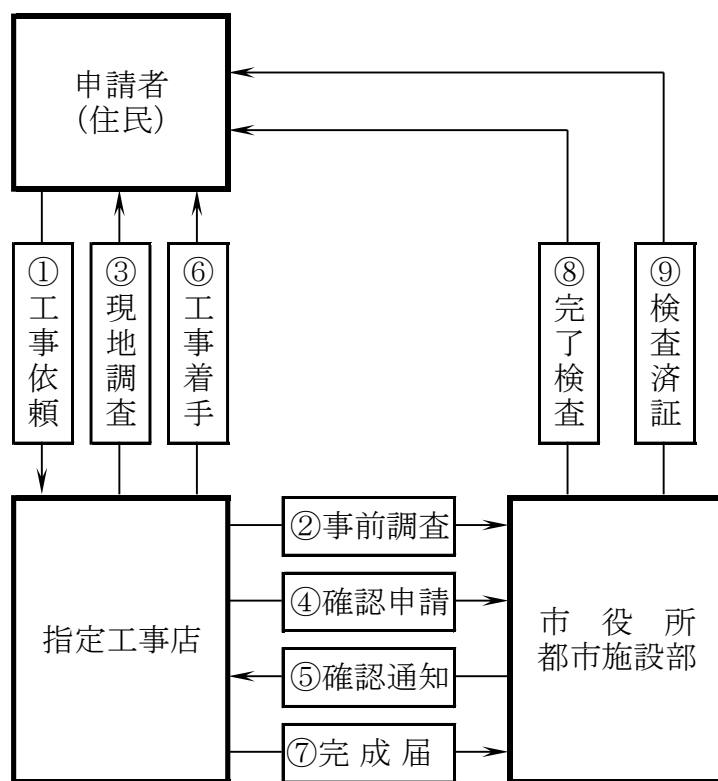 申請者
(住民)
①工事依頼
③現地調査
⑥工事着手
⑧完了検査
⑨検査済証
②事前調査
④確認申請
⑤確認通知
⑦完成届
指定工事店
市役所
都市施設部